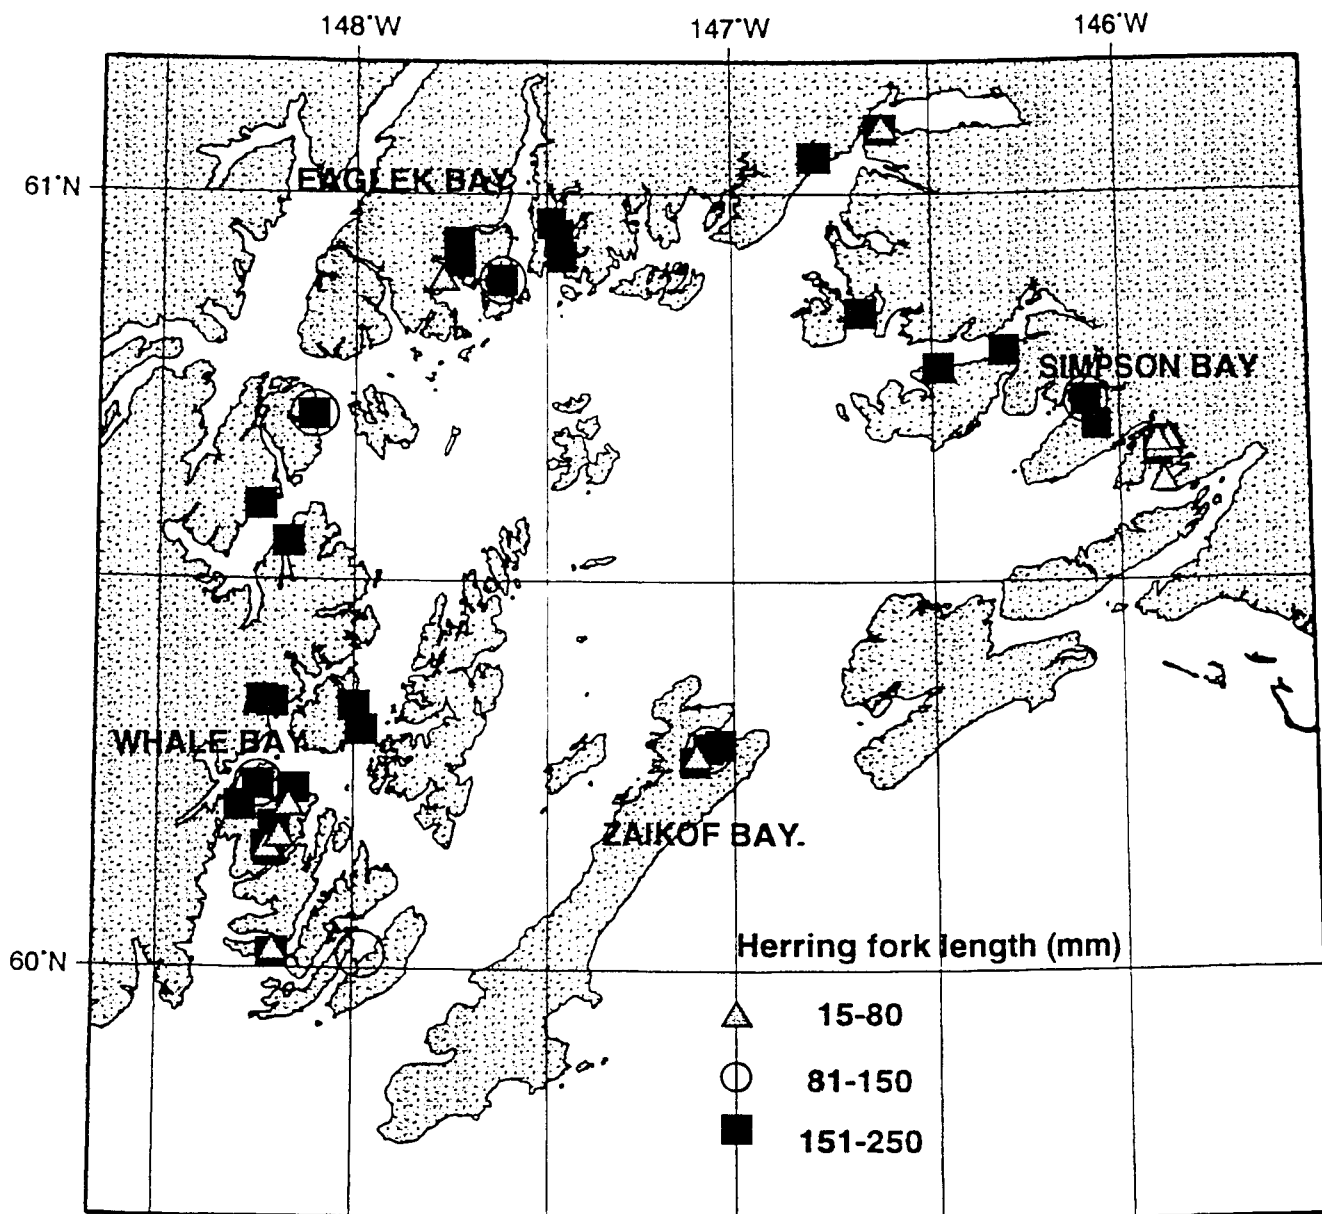 148°W 147°W 146°W
61°N
EAGLEK BAY
SIMPSON BAY
WHALE BAY
ZAIKOF BAY.
60°N
Herring fork length (mm)
15-80
81-150
151-250